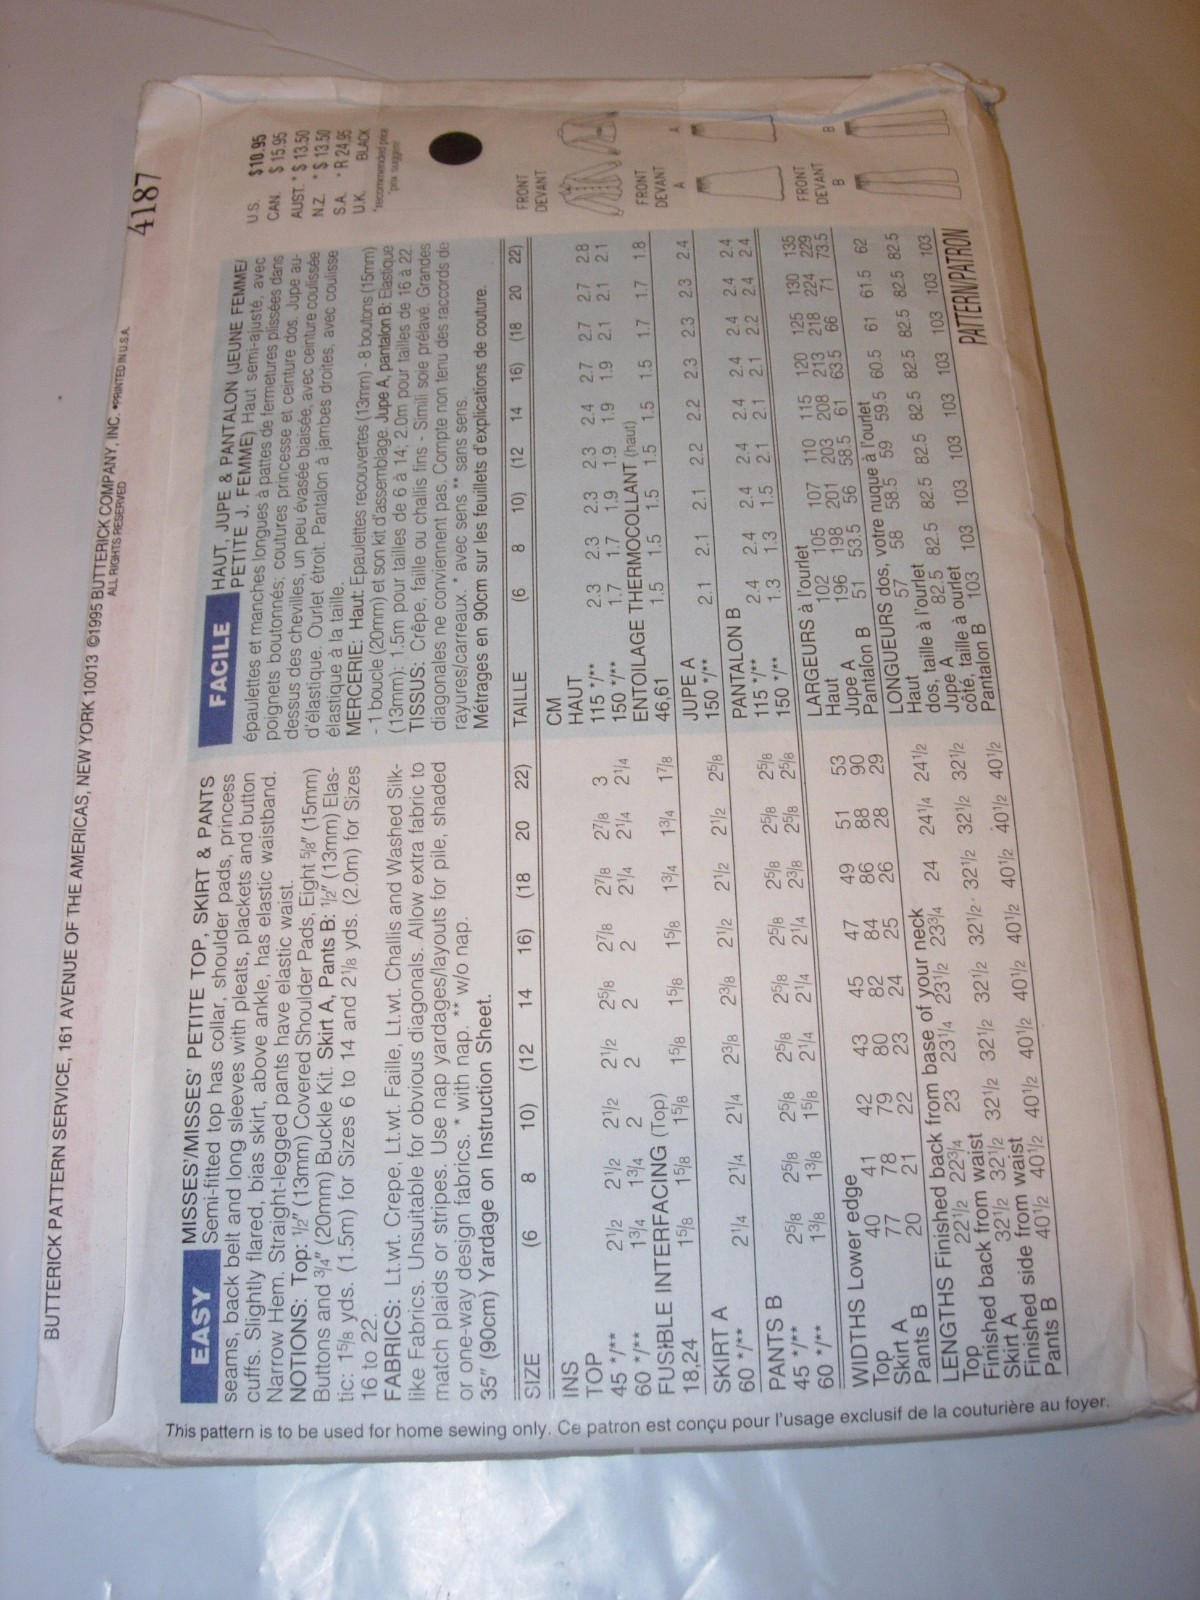 BUTTERICK PATTERN SERVICE, 161 AVENUE OF THE AMERICAS, NEW YORK 10013 ©1995 BUTTERICK COMPANY, INC. •PRINTED IN U.S.A.
ALL RIGHTS RESERVED
4187
EASY
MISSES'/MISSES' PETITE TOP, SKIRT & PANTS
Semi-fitted top has collar, shoulder pads, princess
seams, back belt and long sleeves with pleats, plackets and button
cuffs. Slightly flared, bias skirt, above ankle, has elastic waistband.
Narrow Hem. Straight-legged pants have elastic waist.
NOTIONS: Top: 1/2" (13mm) Covered Shoulder Pads, Eight 5/8" (15mm)
Buttons and 3/4" (20mm) Buckle Kit. Skirt A, Pants B: 1/2" (13mm) Elas-
tic: 1 5/8 yds. (1.5m) for Sizes 6 to 14 and 2 1/8 yds. (2.0m) for Sizes
16 to 22.
FABRICS: Lt.wt. Crepe, Lt.wt. Faille, Lt.wt. Challis and Washed Silk-
like Fabrics. Unsuitable for obvious diagonals. Allow extra fabric to
match plaids or stripes. Use nap yardages/layouts for pile, shaded
or one-way design fabrics. * with nap. ** w/o nap.
35" (90cm) Yardage on Instruction Sheet.
SIZE (6 8 10) (12 14 16) (18 20 22)
INS
TOP
45 */** 2 1/2 2 1/2 2 1/2 2 1/2 2 5/8 2 7/8 2 7/8 2 7/8 3
60 */** 1 3/4 1 3/4 2 2 2 2 2 1/4 2 1/4 2 1/4
FUSIBLE INTERFACING (Top)
18,24 1 5/8 1 5/8 1 5/8 1 5/8 1 5/8 1 5/8 1 3/4 1 3/4 1 7/8
SKIRT A
60 */** 2 1/4 2 1/4 2 1/4 2 3/8 2 3/8 2 1/2 2 1/2 2 1/2 2 5/8
PANTS B
45 */** 2 5/8 2 5/8 2 5/8 2 5/8 2 5/8 2 5/8 2 5/8 2 5/8 2 5/8
60 */** 1 3/8 1 3/8 1 5/8 2 1/4 2 1/4 2 1/4 2 3/8 2 5/8 2 5/8
WIDTHS Lower edge
Top 40 41 42 43 45 47 49 51 53
Skirt A 77 78 79 80 82 84 86 88 90
Pants B 20 21 22 23 24 25 26 28 29
LENGTHS Finished back from base of your neck
Top 22 1/2 22 3/4 23 23 1/4 23 1/2 23 3/4 24 24 1/4 24 1/2
Finished back from waist
Skirt A 32 1/2 32 1/2 32 1/2 32 1/2 32 1/2 32 1/2 32 1/2 32 1/2 32 1/2
Finished side from waist
Pants B 40 1/2 40 1/2 40 1/2 40 1/2 40 1/2 40 1/2 40 1/2 40 1/2 40 1/2
This pattern is to be used for home sewing only. Ce patron est conçu pour l'usage exclusif de la couturière au foyer.
FACILE
HAUT, JUPE & PANTALON (JEUNE FEMME/
PETITE J. FEMME) Haut semi-ajusté, avec
épaulettes et manches longues à pattes de fermetures plissées dans
poignets boutonnés; coutures princesse et ceinture dos. Jupe au-
dessus des chevilles, un peu évasée biaisée, avec ceinture coulissée
d'élastique. Ourlet étroit. Pantalon à jambes droites, avec coulisse
élastique à la taille.
MERCERIE: Haut: Epaulettes recouvertes (13mm) - 8 boutons (15mm)
- 1 boucle (20mm) et son kit d'assemblage. Jupe A, pantalon B: Elastique
(13mm): 1.5m pour tailles de 6 à 14; 2.0m pour tailles de 16 à 22.
TISSUS: Crêpe, faille ou challis fins - Simili soie prélavé. Grandes
diagonales ne conviennent pas. Compte non tenu des raccords de
rayures/carreaux. * avec sens ** sans sens.
Métrages en 90cm sur les feuillets d'explications de couture.
TAILLE (6 8 10) (12 14 16) (18 20 22)
CM
HAUT
115 */** 2.3 2.3 2.3 2.3 2.4 2.7 2.7 2.7 2.8
150 */** 1.7 1.7 1.9 1.9 1.9 1.9 2.1 2.1 2.1
ENTOILAGE THERMOCOLLANT (haut)
46,61 1.5 1.5 1.5 1.5 1.5 1.5 1.7 1.7 1.8
JUPE A
150 */** 2.1 2.1 2.1 2.2 2.2 2.3 2.3 2.3 2.4
PANTALON B
115 */** 2.4 2.4 2.4 2.4 2.4 2.4 2.4 2.4 2.4
150 */** 1.3 1.3 1.5 2.1 2.1 2.1 2.2 2.4 2.4
LARGEURS à l'ourlet
Haut 102 105 107 110 115 120 125 130 135
Jupe A 196 198 201 203 208 213 218 224 229
Pantalon B 51 53.5 56 58.5 61 63.5 66 71 73.5
LONGUEURS dos, votre nuque à l'ourlet
Haut 57 58 58.5 59 59.5 60.5 61 61.5 62
dos, taille à l'ourlet
Jupe A 82.5 82.5 82.5 82.5 82.5 82.5 82.5 82.5 82.5
côté, taille à ourlet
Pantalon B 103 103 103 103 103 103 103 103 103
PATTERN/PATRON
U.S. $10.95
CAN. $ 15.95
AUST. * $ 13.50
N.Z. * $ 13.50
S.A. * R 24.95
U.K. BLACK
*recommended price
*prix suggéré
FRONT
DEVANT
FRONT
DEVANT
A
A
FRONT
DEVANT
B
B